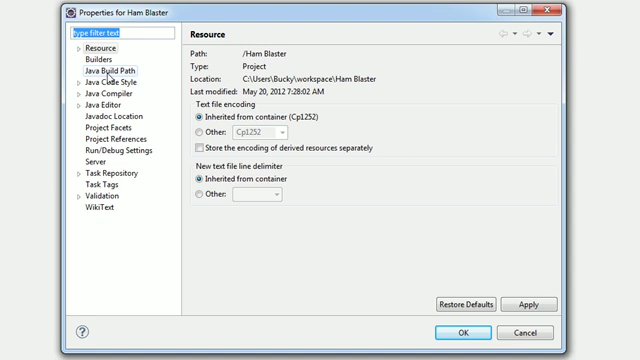 Properties for Ham Blaster
type filter text
Resource
Builders
Java Build Path
Java Code Style
Java Compiler
Java Editor
Javadoc Location
Project Facets
Project References
Run/Debug Settings
Server
Task Repository
Task Tags
Validation
WikiText
Resource
Path: /Ham Blaster
Type: Project
Location: C:\Users\Bucky\workspace\Ham Blaster
Last modified: May 20, 2012 7:28:02 AM
Text file encoding
Inherited from container (Cp1252)
Other: Cp1252
Store the encoding of derived resources separately
New text file line delimiter
Inherited from container
Other:
Restore Defaults Apply
? OK Cancel